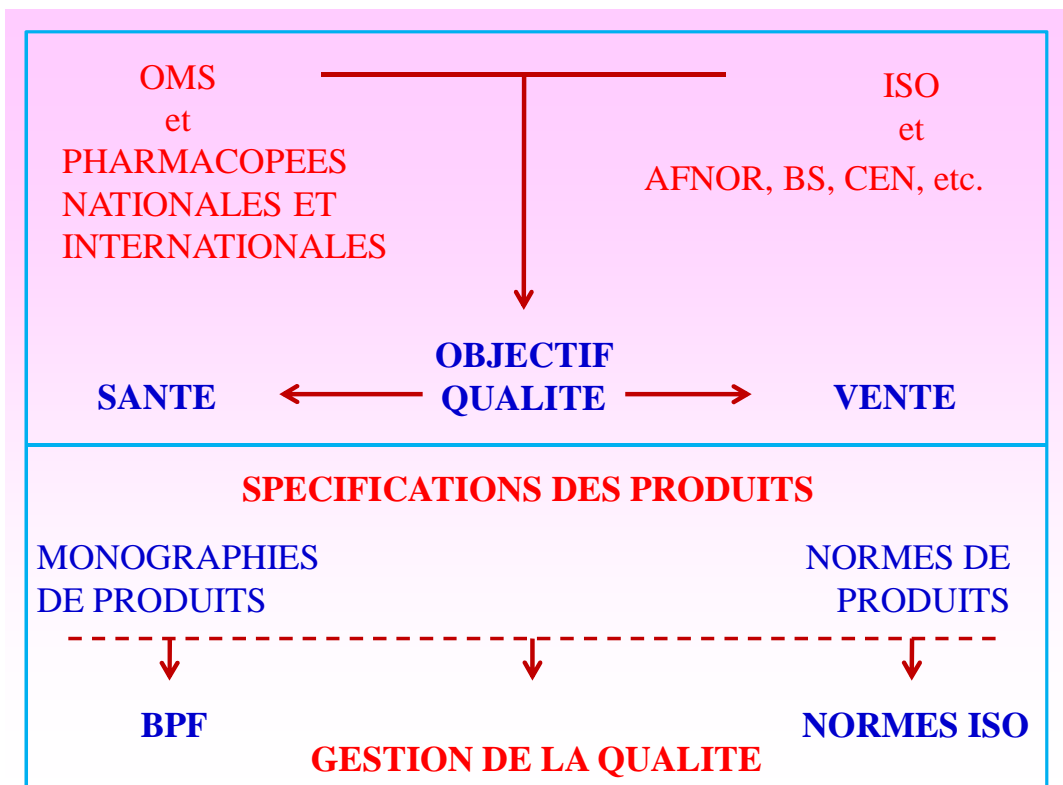 OMS
et
PHARMACOPEES
NATIONALES ET
INTERNATIONALES
ISO
et
AFNOR, BS, CEN, etc.
OBJECTIF
QUALITE
SANTE
VENTE
SPECIFICATIONS DES PRODUITS
MONOGRAPHIES
DE PRODUITS
NORMES DE
PRODUITS
BPF
NORMES ISO
GESTION DE LA QUALITE